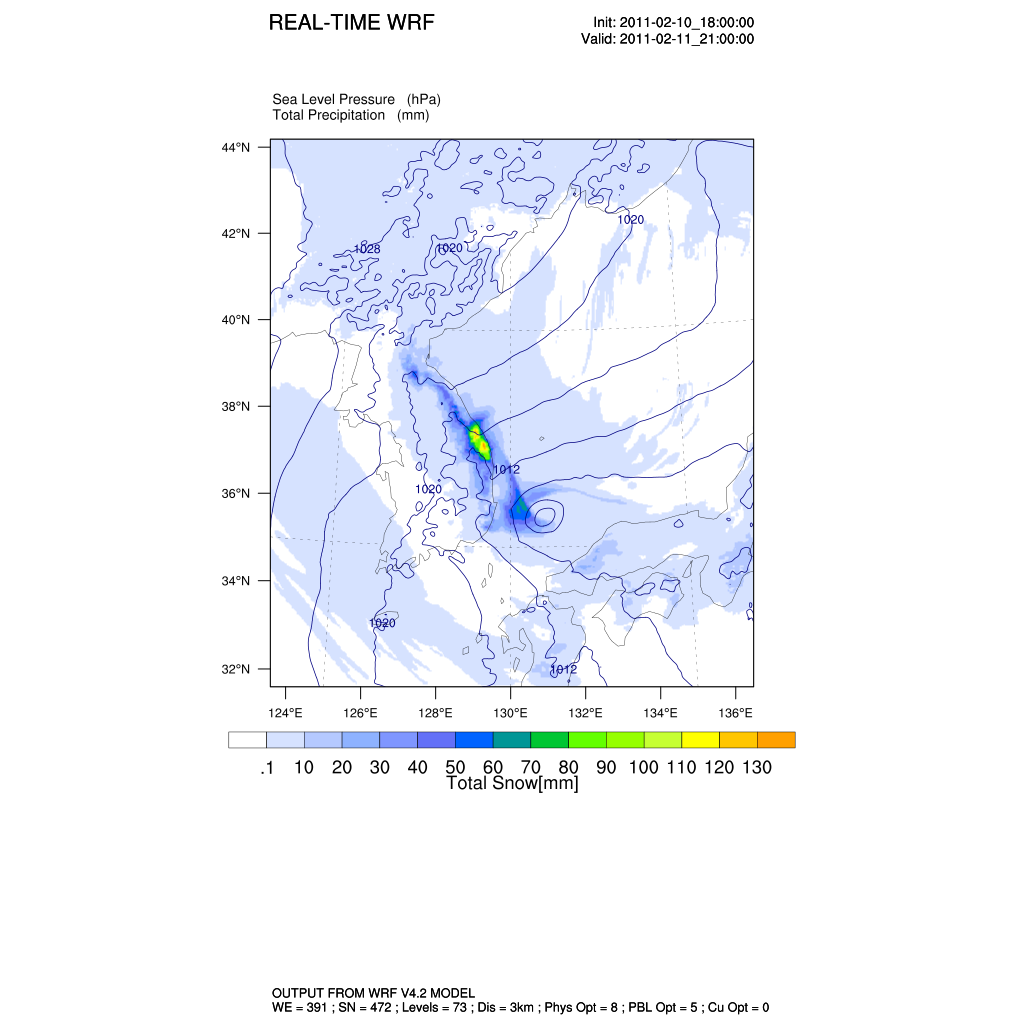 REAL-TIME WRF
Init: 2011-02-10_18:00:00
Valid: 2011-02-11_21:00:00
Sea Level Pressure (hPa)
Total Precipitation (mm)
44°N
42°N
40°N
38°N
36°N
34°N
32°N
1020
1028
1020
1012
1020
1020
1012
124°E 126°E 128°E 130°E 132°E 134°E 136°E
.1 10 20 30 40 50 60 70 80 90 100 110 120 130
Total Snow[mm]
OUTPUT FROM WRF V4.2 MODEL
WE = 391 ; SN = 472 ; Levels = 73 ; Dis = 3km ; Phys Opt = 8 ; PBL Opt = 5 ; Cu Opt = 0